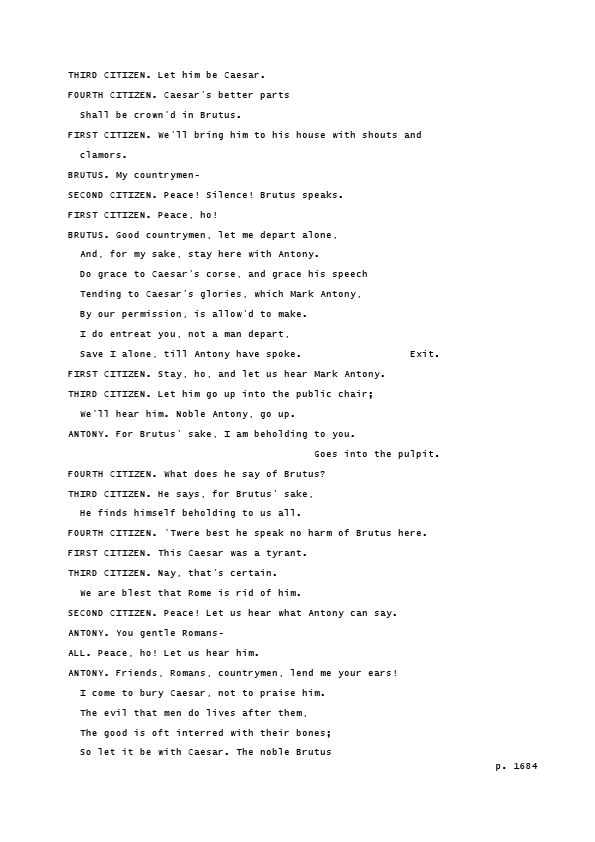 THIRD CITIZEN. Let him be Caesar.
FOURTH CITIZEN. Caesar's better parts
Shall be crown'd in Brutus.
FIRST CITIZEN. We'll bring him to his house with shouts and
clamors.
BRUTUS. My countrymen-
SECOND CITIZEN. Peace! Silence! Brutus speaks.
FIRST CITIZEN. Peace, ho!
BRUTUS. Good countrymen, let me depart alone,
And, for my sake, stay here with Antony.
Do grace to Caesar's corse, and grace his speech
Tending to Caesar's glories, which Mark Antony,
By our permission, is allow'd to make.
I do entreat you, not a man depart,
Save I alone, till Antony have spoke. Exit.
FIRST CITIZEN. Stay, ho, and let us hear Mark Antony.
THIRD CITIZEN. Let him go up into the public chair;
We'll hear him. Noble Antony, go up.
ANTONY. For Brutus' sake, I am beholding to you.
Goes into the pulpit.
FOURTH CITIZEN. What does he say of Brutus?
THIRD CITIZEN. He says, for Brutus' sake,
He finds himself beholding to us all.
FOURTH CITIZEN. 'Twere best he speak no harm of Brutus here.
FIRST CITIZEN. This Caesar was a tyrant.
THIRD CITIZEN. Nay, that's certain.
We are blest that Rome is rid of him.
SECOND CITIZEN. Peace! Let us hear what Antony can say.
ANTONY. You gentle Romans-
ALL. Peace, ho! Let us hear him.
ANTONY. Friends, Romans, countrymen, lend me your ears!
I come to bury Caesar, not to praise him.
The evil that men do lives after them,
The good is oft interred with their bones;
So let it be with Caesar. The noble Brutus
p. 1684